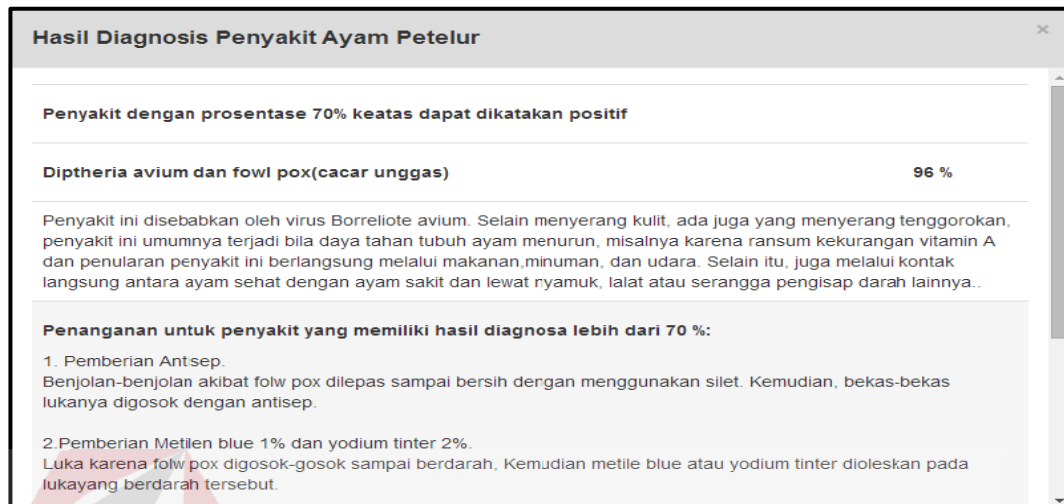 Hasil Diagnosis Penyakit Ayam Petelur
×
Penyakit dengan prosentase 70% keatas dapat dikatakan positif
Diptheria avium dan fowl pox(cacar unggas) 96 %
Penyakit ini disebabkan oleh virus Borreliote avium. Selain menyerang kulit, ada juga yang menyerang tenggorokan,
penyakit ini umumnya terjadi bila daya tahan tubuh ayam menurun, misalnya karena ransum kekurangan vitamin A
dan penularan penyakit ini berlangsung melalui makanan,minuman, dan udara. Selain itu, juga melalui kontak
langsung antara ayam sehat dengan ayam sakit dan lewat nyamuk, lalat atau serangga pengisap darah lainnya..
Penanganan untuk penyakit yang memiliki hasil diagnosa lebih dari 70 %:
1. Pemberian Antisep.
Benjolan-benjolan akibat folw pox dilepas sampai bersih dengan menggunakan silet. Kemudian, bekas-bekas
lukanya digosok dengan antisep.
2.Pemberian Metilen blue 1% dan yodium tinter 2%.
Luka karena folw pox digosok-gosok sampai berdarah, Kemudian metile blue atau yodium tinter dioleskan pada
lukayang berdarah tersebut.